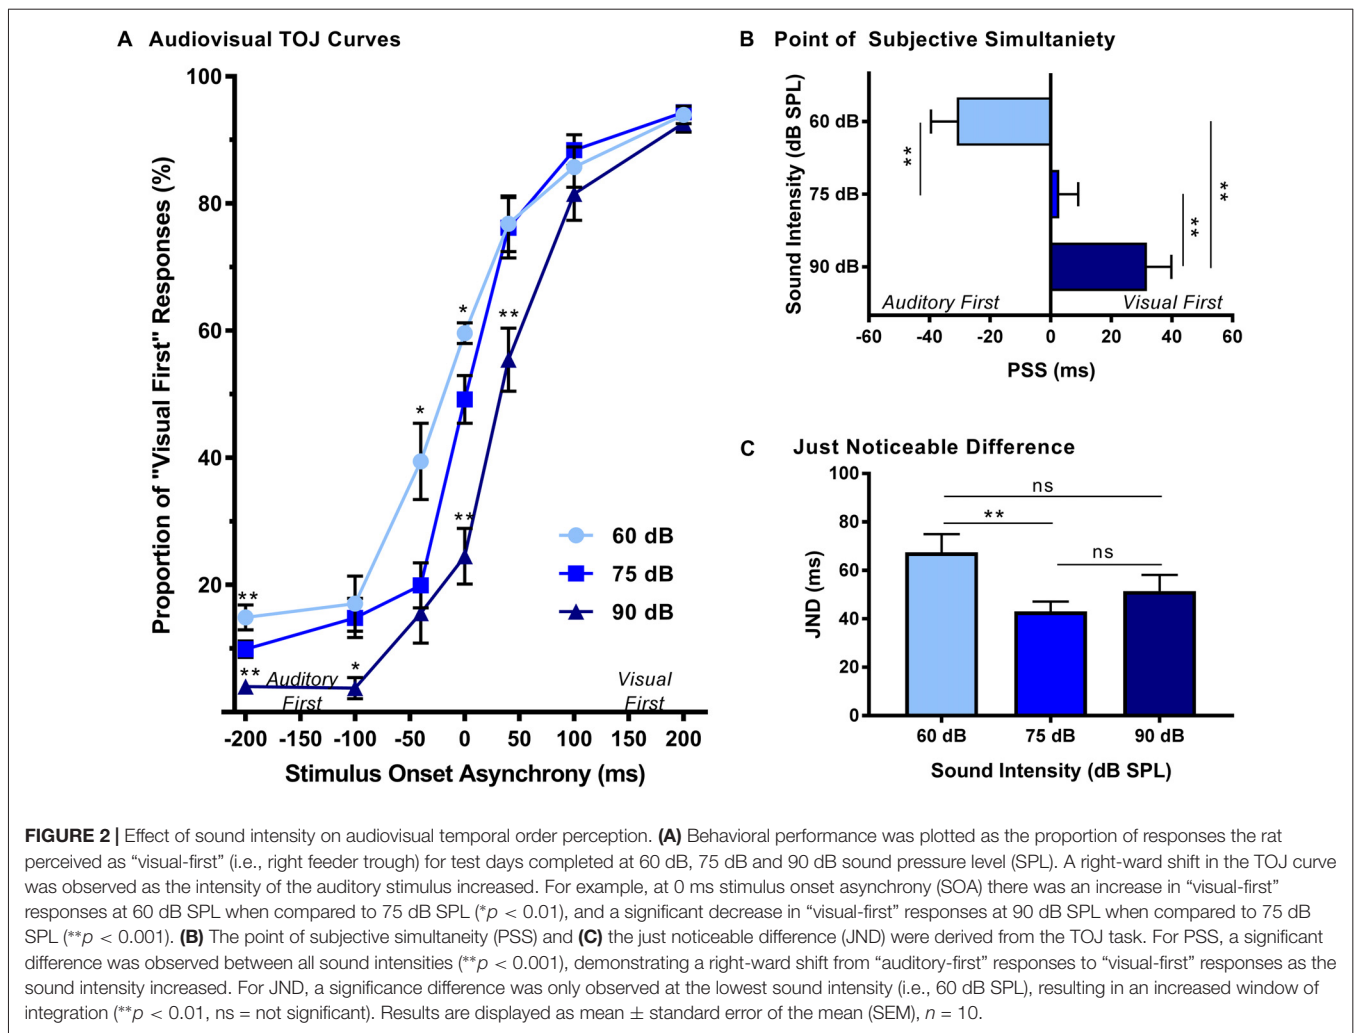 A Audiovisual TOJ Curves
Proportion of "Visual First" Responses (%)
100
80
60
40
20
**
**
*
*
*
**
**
60 dB
75 dB
90 dB
Auditory
First
Visual
First
-200 -150 -100 -50 0 50 100 150 200
Stimulus Onset Asynchrony (ms)
B Point of Subjective Simultaniety
Sound Intensity (dB SPL)
60 dB
75 dB
90 dB
**
**
**
Auditory First
Visual First
-60 -40 -20 0 20 40 60
PSS (ms)
C Just Noticeable Difference
JND (ms)
100
80
60
40
20
0
ns
**
ns
60 dB 75 dB 90 dB
Sound Intensity (dB SPL)
FIGURE 2 | Effect of sound intensity on audiovisual temporal order perception. (A) Behavioral performance was plotted as the proportion of responses the rat
perceived as “visual-first” (i.e., right feeder trough) for test days completed at 60 dB, 75 dB and 90 dB sound pressure level (SPL). A right-ward shift in the TOJ curve
was observed as the intensity of the auditory stimulus increased. For example, at 0 ms stimulus onset asynchrony (SOA) there was an increase in “visual-first”
responses at 60 dB SPL when compared to 75 dB SPL (*p < 0.01), and a significant decrease in “visual-first” responses at 90 dB SPL when compared to 75 dB
SPL (**p < 0.001). (B) The point of subjective simultaneity (PSS) and (C) the just noticeable difference (JND) were derived from the TOJ task. For PSS, a significant
difference was observed between all sound intensities (**p < 0.001), demonstrating a right-ward shift from “auditory-first” responses to “visual-first” responses as the
sound intensity increased. For JND, a significance difference was only observed at the lowest sound intensity (i.e., 60 dB SPL), resulting in an increased window of
integration (**p < 0.01, ns = not significant). Results are displayed as mean ± standard error of the mean (SEM), n = 10.